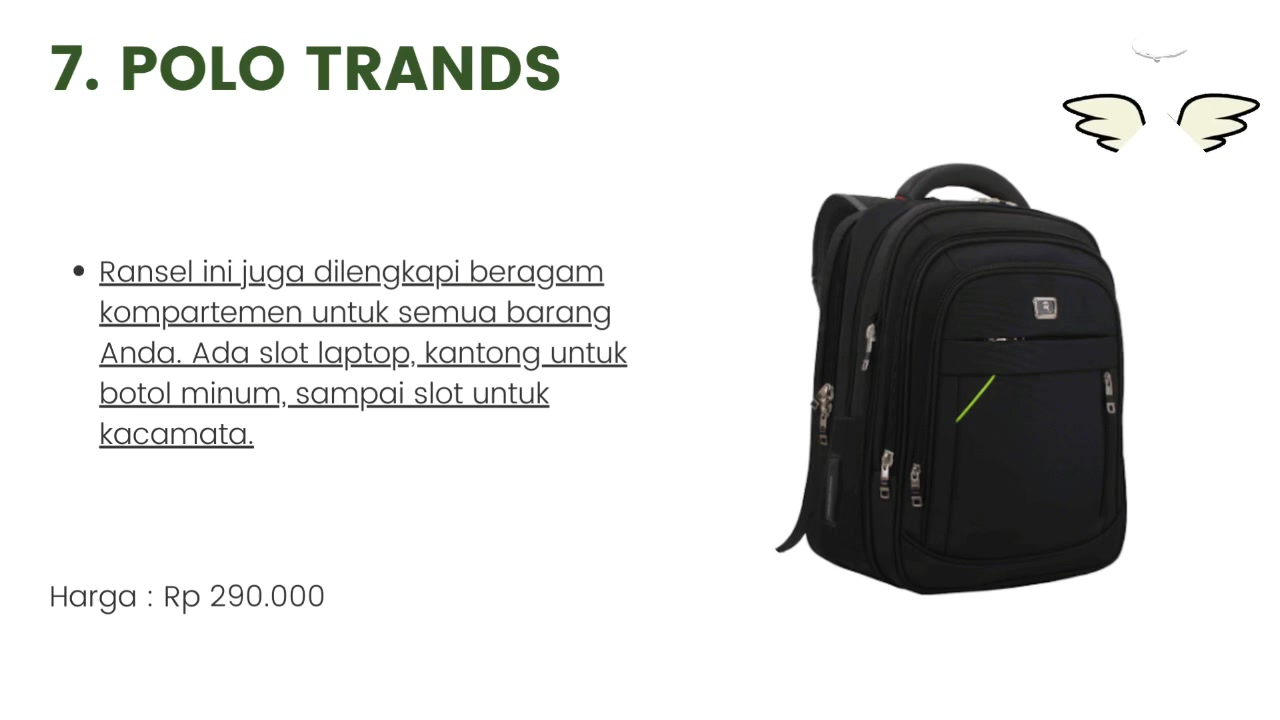 7. POLO TRANDS
Ransel ini juga dilengkapi beragam
kompartemen untuk semua barang
Anda. Ada slot laptop, kantong untuk
botol minum, sampai slot untuk
kacamata.
Harga : Rp 290.000